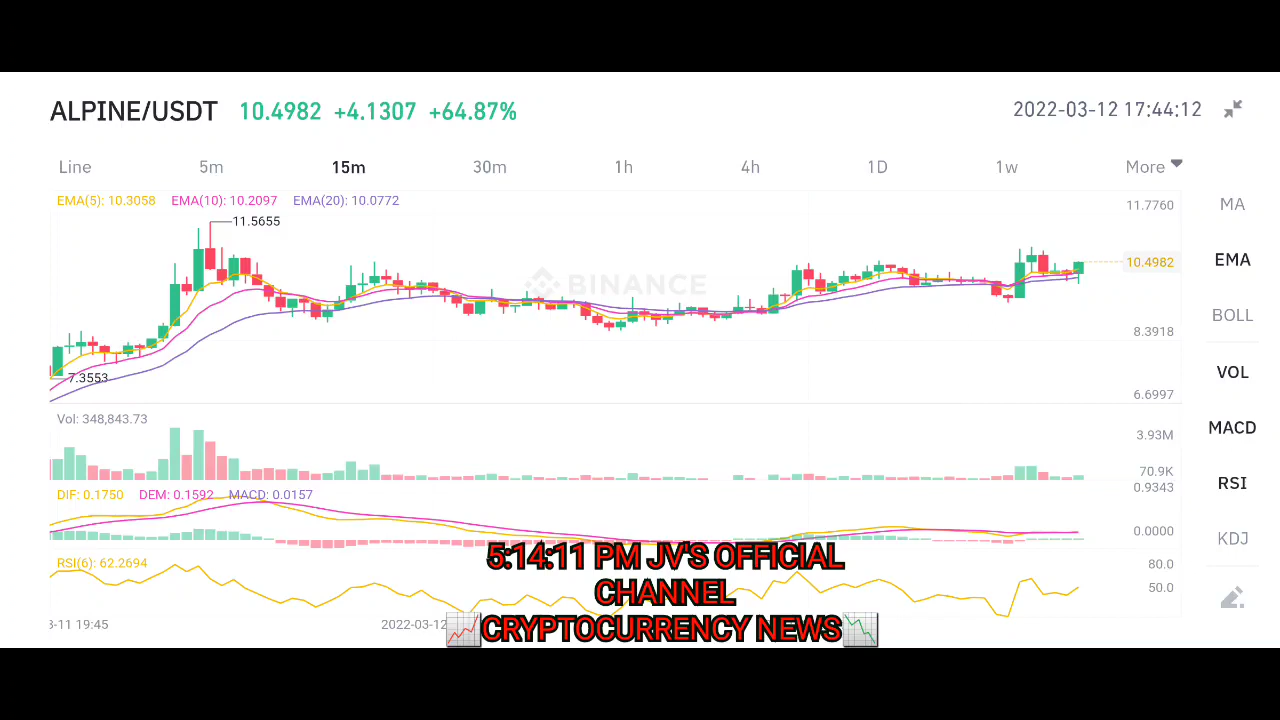 ALPINE/USDT 10.4982 +4.1307 +64.87% 2022-03-12 17:44:12
Line 5m 15m 30m 1h 4h 1D 1w More
EMA(5): 10.3058 EMA(10): 10.2097 EMA(20): 10.0772
11.7760
MA
11.5655
EMA
10.4982
BINANCE
BOLL
8.3918
7.3553
VOL
6.6997
Vol: 348,843.73
MACD
3.93M
70.9K
RSI
0.9343
DIF: 0.1750 DEM: 0.1592 MACD: 0.0157
0.0000
KDJ
5:14:11 PM JV'S OFFICIAL
CHANNEL
CRYPTOCURRENCY NEWS
RSI(6): 62.2694
80.0
50.0
3-11 19:45
2022-03-12